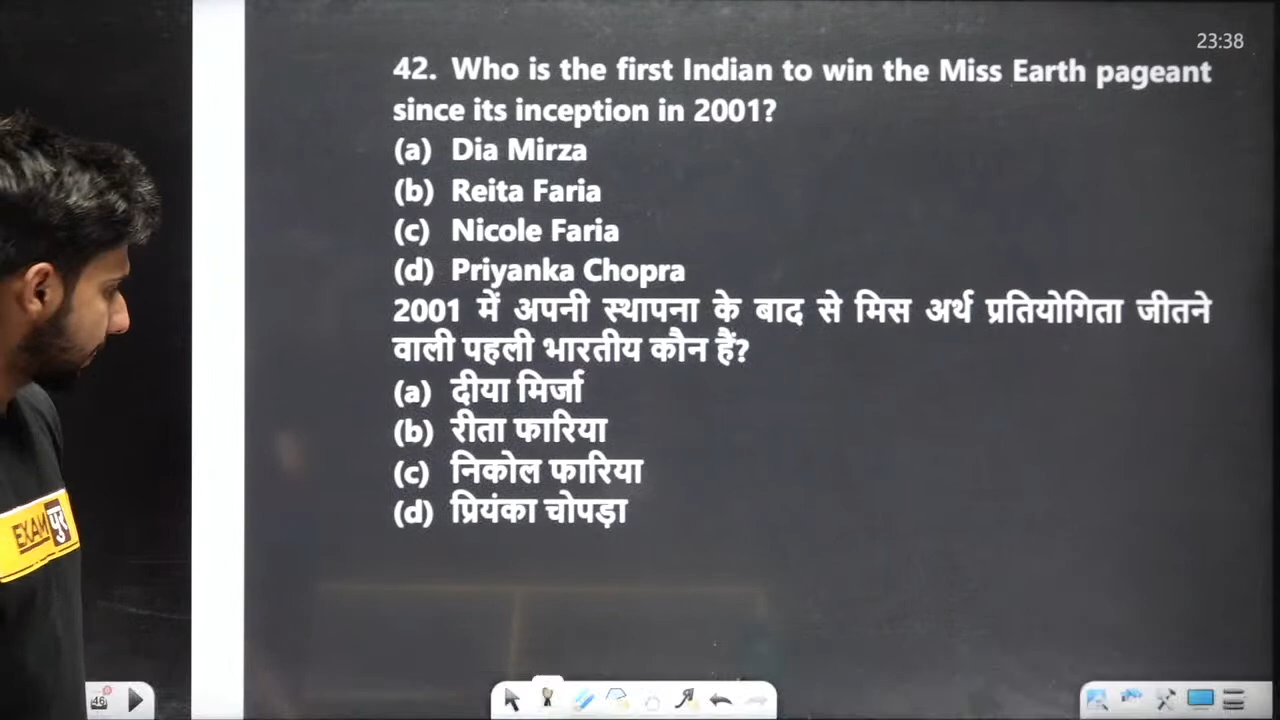 23:38
42. Who is the first Indian to win the Miss Earth pageant
since its inception in 2001?
(a) Dia Mirza
(b) Reita Faria
(c) Nicole Faria
(d) Priyanka Chopra
2001 में अपनी स्थापना के बाद से मिस अर्थ प्रतियोगिता जीतने
वाली पहली भारतीय कौन हैं?
(a) दीया मिर्जा
(b) रीता फारिया
(c) निकोल फारिया
(d) प्रियंका चोपड़ा
EXAM पुर
46